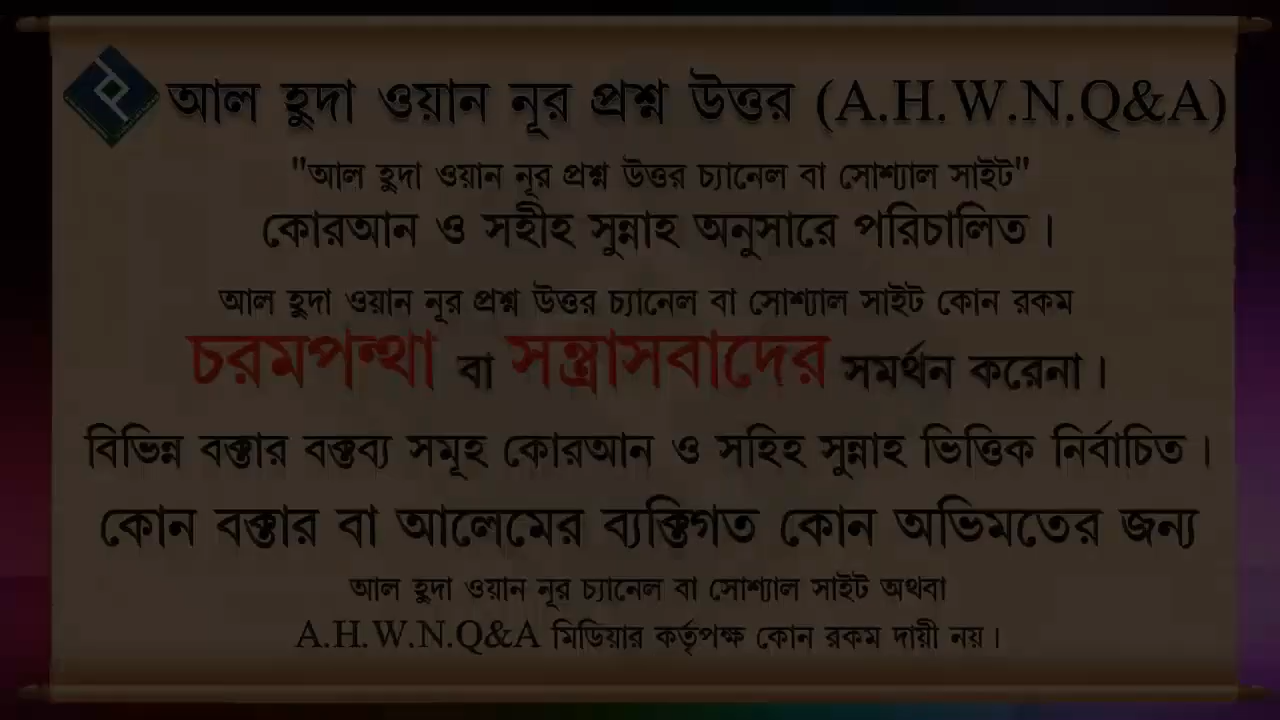 আল হুদা ওয়ান নূর প্রশ্ন উত্তর (A.H.W.N.Q&A)
"আল হুদা ওয়ান নূর প্রশ্ন উত্তর চ্যানেল বা সোশ্যাল সাইট"
কোরআন ও সহীহ সুন্নাহ অনুসারে পরিচালিত।
আল হুদা ওয়ান নূর প্রশ্ন উত্তর চ্যানেল বা সোশ্যাল সাইট কোন রকম
চরমপন্থা বা সন্ত্রাসবাদের সমর্থন করেনা।
বিভিন্ন বক্তার বক্তব্য সমূহ কোরআন ও সহিহ সুন্নাহ ভিত্তিক নির্বাচিত।
কোন বক্তার বা আলেমের ব্যক্তিগত কোন অভিমতের জন্য
আল হুদা ওয়ান নূর চ্যানেল বা সোশ্যাল সাইট অথবা
A.H.W.N.Q&A মিডিয়ার কর্তৃপক্ষ কোন রকম দায়ী নয়।